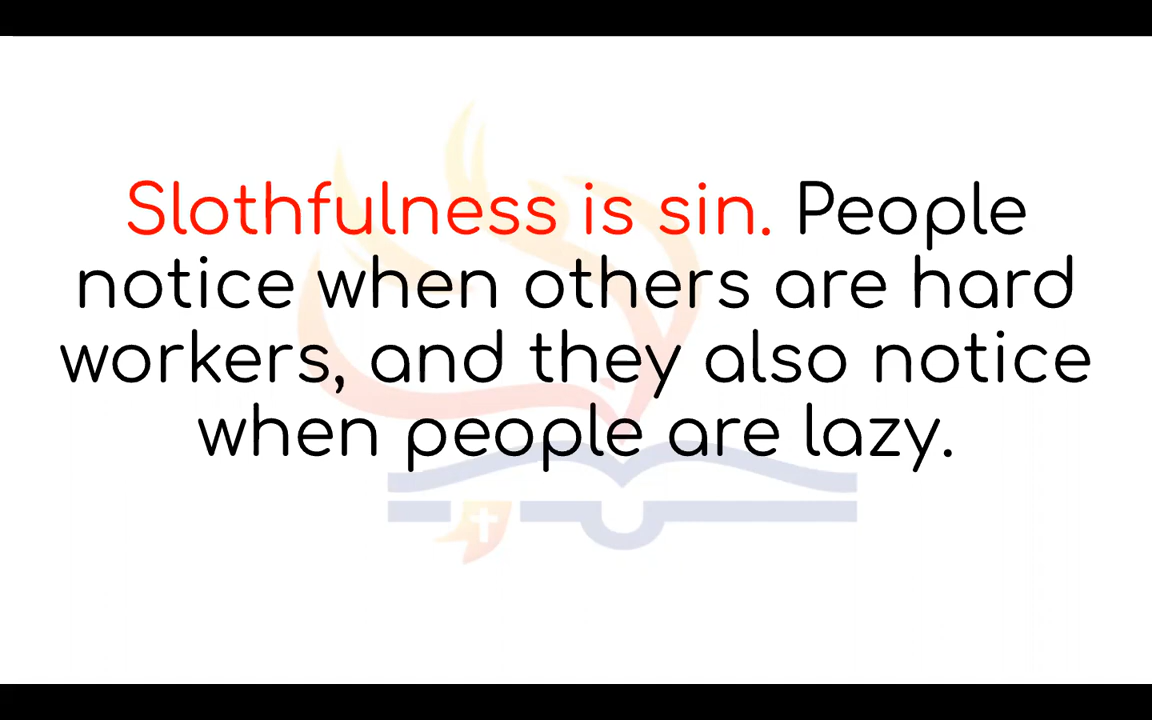 Slothfulness is sin. People
notice when others are hard
workers, and they also notice
when people are lazy.